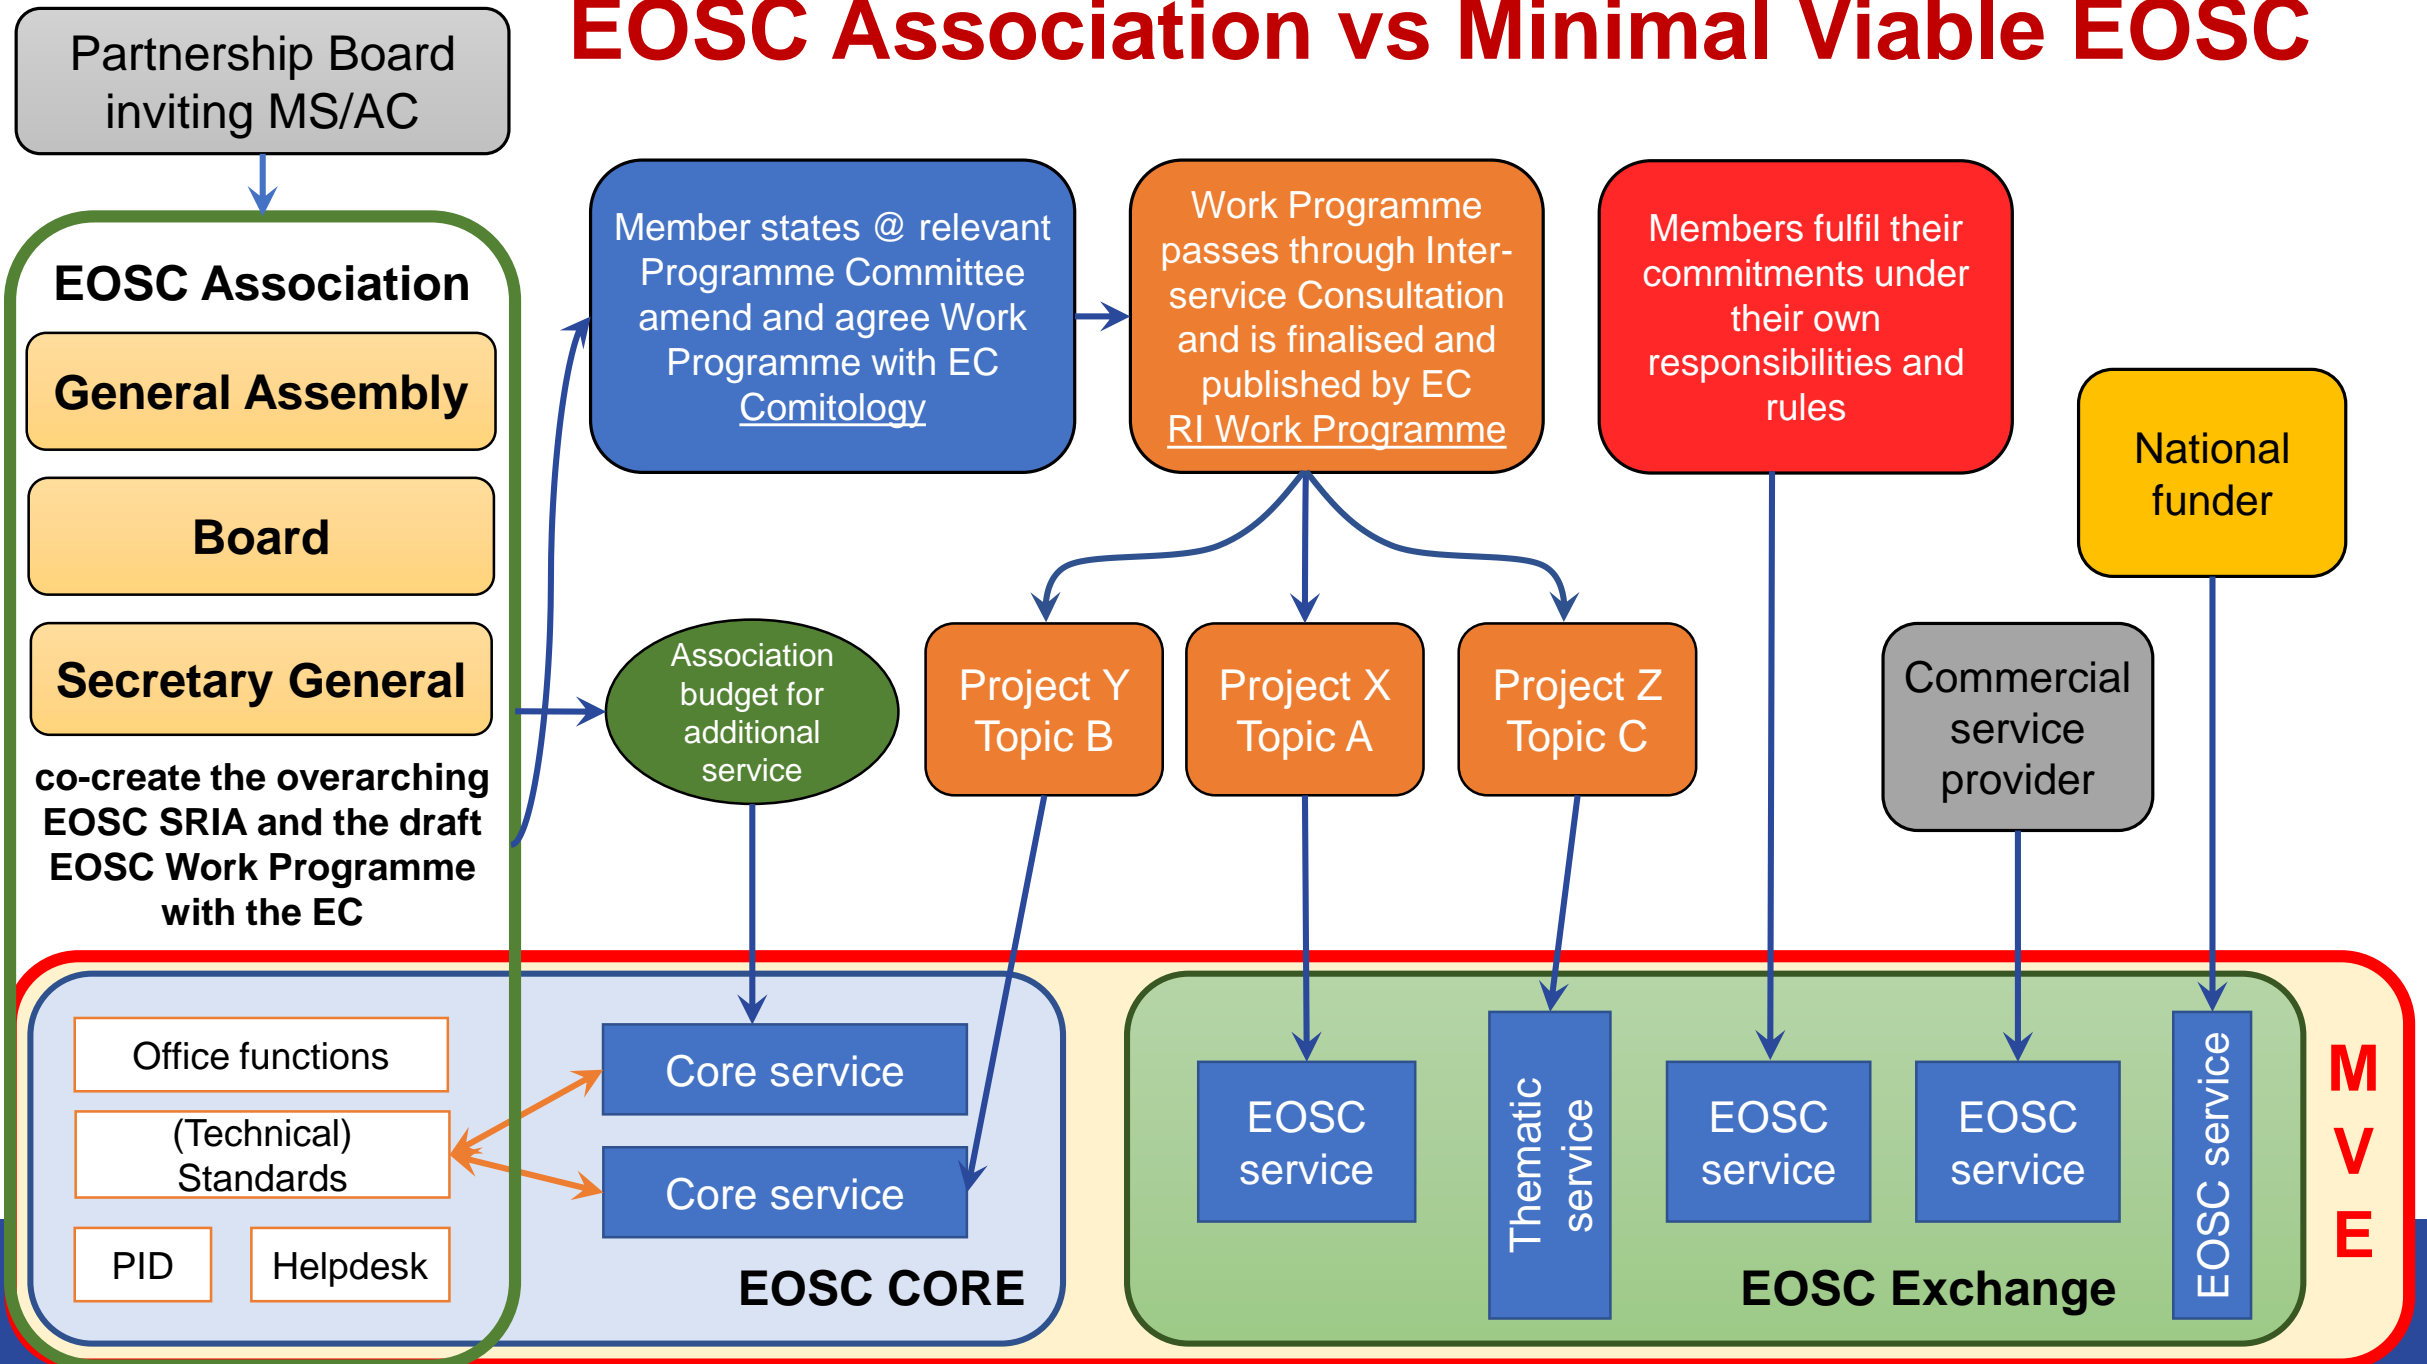 EOSC Association vs Minimal Viable EOSC
Partnership Board
inviting MS/AC
EOSC Association
General Assembly
Board
Secretary General
co-create the overarching
EOSC SRIA and the draft
EOSC Work Programme
with the EC
Member states @ relevant
Programme Committee
amend and agree Work
Programme with EC
Comitology
Work Programme
passes through Inter-
service Consultation
and is finalised and
published by EC
RI Work Programme
Members fulfil their
commitments under
their own
responsibilities and
rules
National
funder
Association
budget for
additional
service
Project Y
Topic B
Project X
Topic A
Project Z
Topic C
Commercial
service
provider
Office functions
(Technical)
Standards
PID
Helpdesk
Core service
Core service
EOSC CORE
EOSC
service
Thematic
service
EOSC
service
EOSC
service
EOSC service
EOSC Exchange
M
V
E